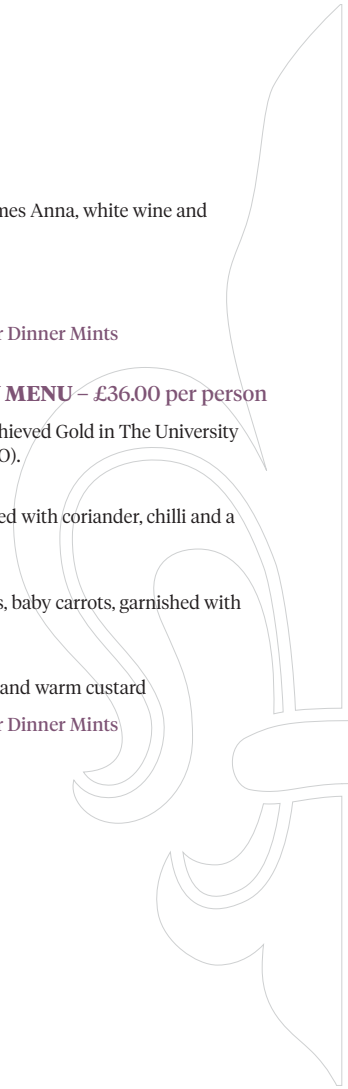 nes Anna, white wine and
Dinner Mints
MENU – £36.00 per person
hieved Gold in The University
O).
ed with coriander, chilli and a
s, baby carrots, garnished with
and warm custard
Dinner Mints